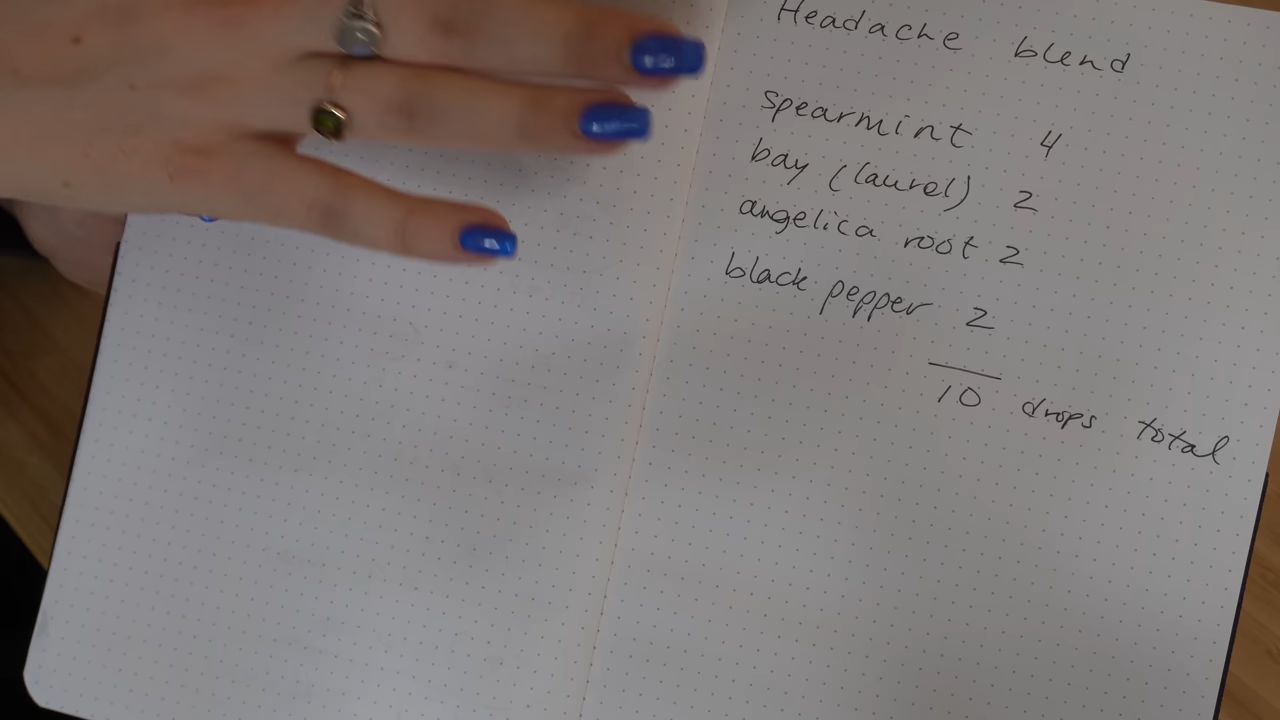 Headache blend
spearmint 4
bay (laurel) 2
angelica root 2
black pepper 2
10 drops total